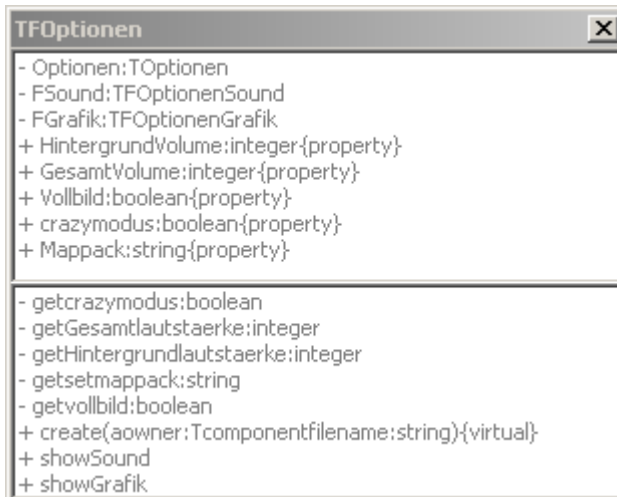 TFOptionen
- Optionen:TOptionen
- FSound:TFOptionenSound
- FGrafik:TFOptionenGrafik
+ HintergrundVolume:integer{property}
+ GesamtVolume:integer{property}
+ Vollbild:boolean{property}
+ crazymodus:boolean{property}
+ Mappack:string{property}
- getcrazymodus:boolean
- getGesamtlautstaerke:integer
- getHintergrundlautstaerke:integer
- getsetmappack:string
- getvollbild:boolean
+ create(aowner:Tcomponentfilename:string){virtual}
+ showSound
+ showGrafik